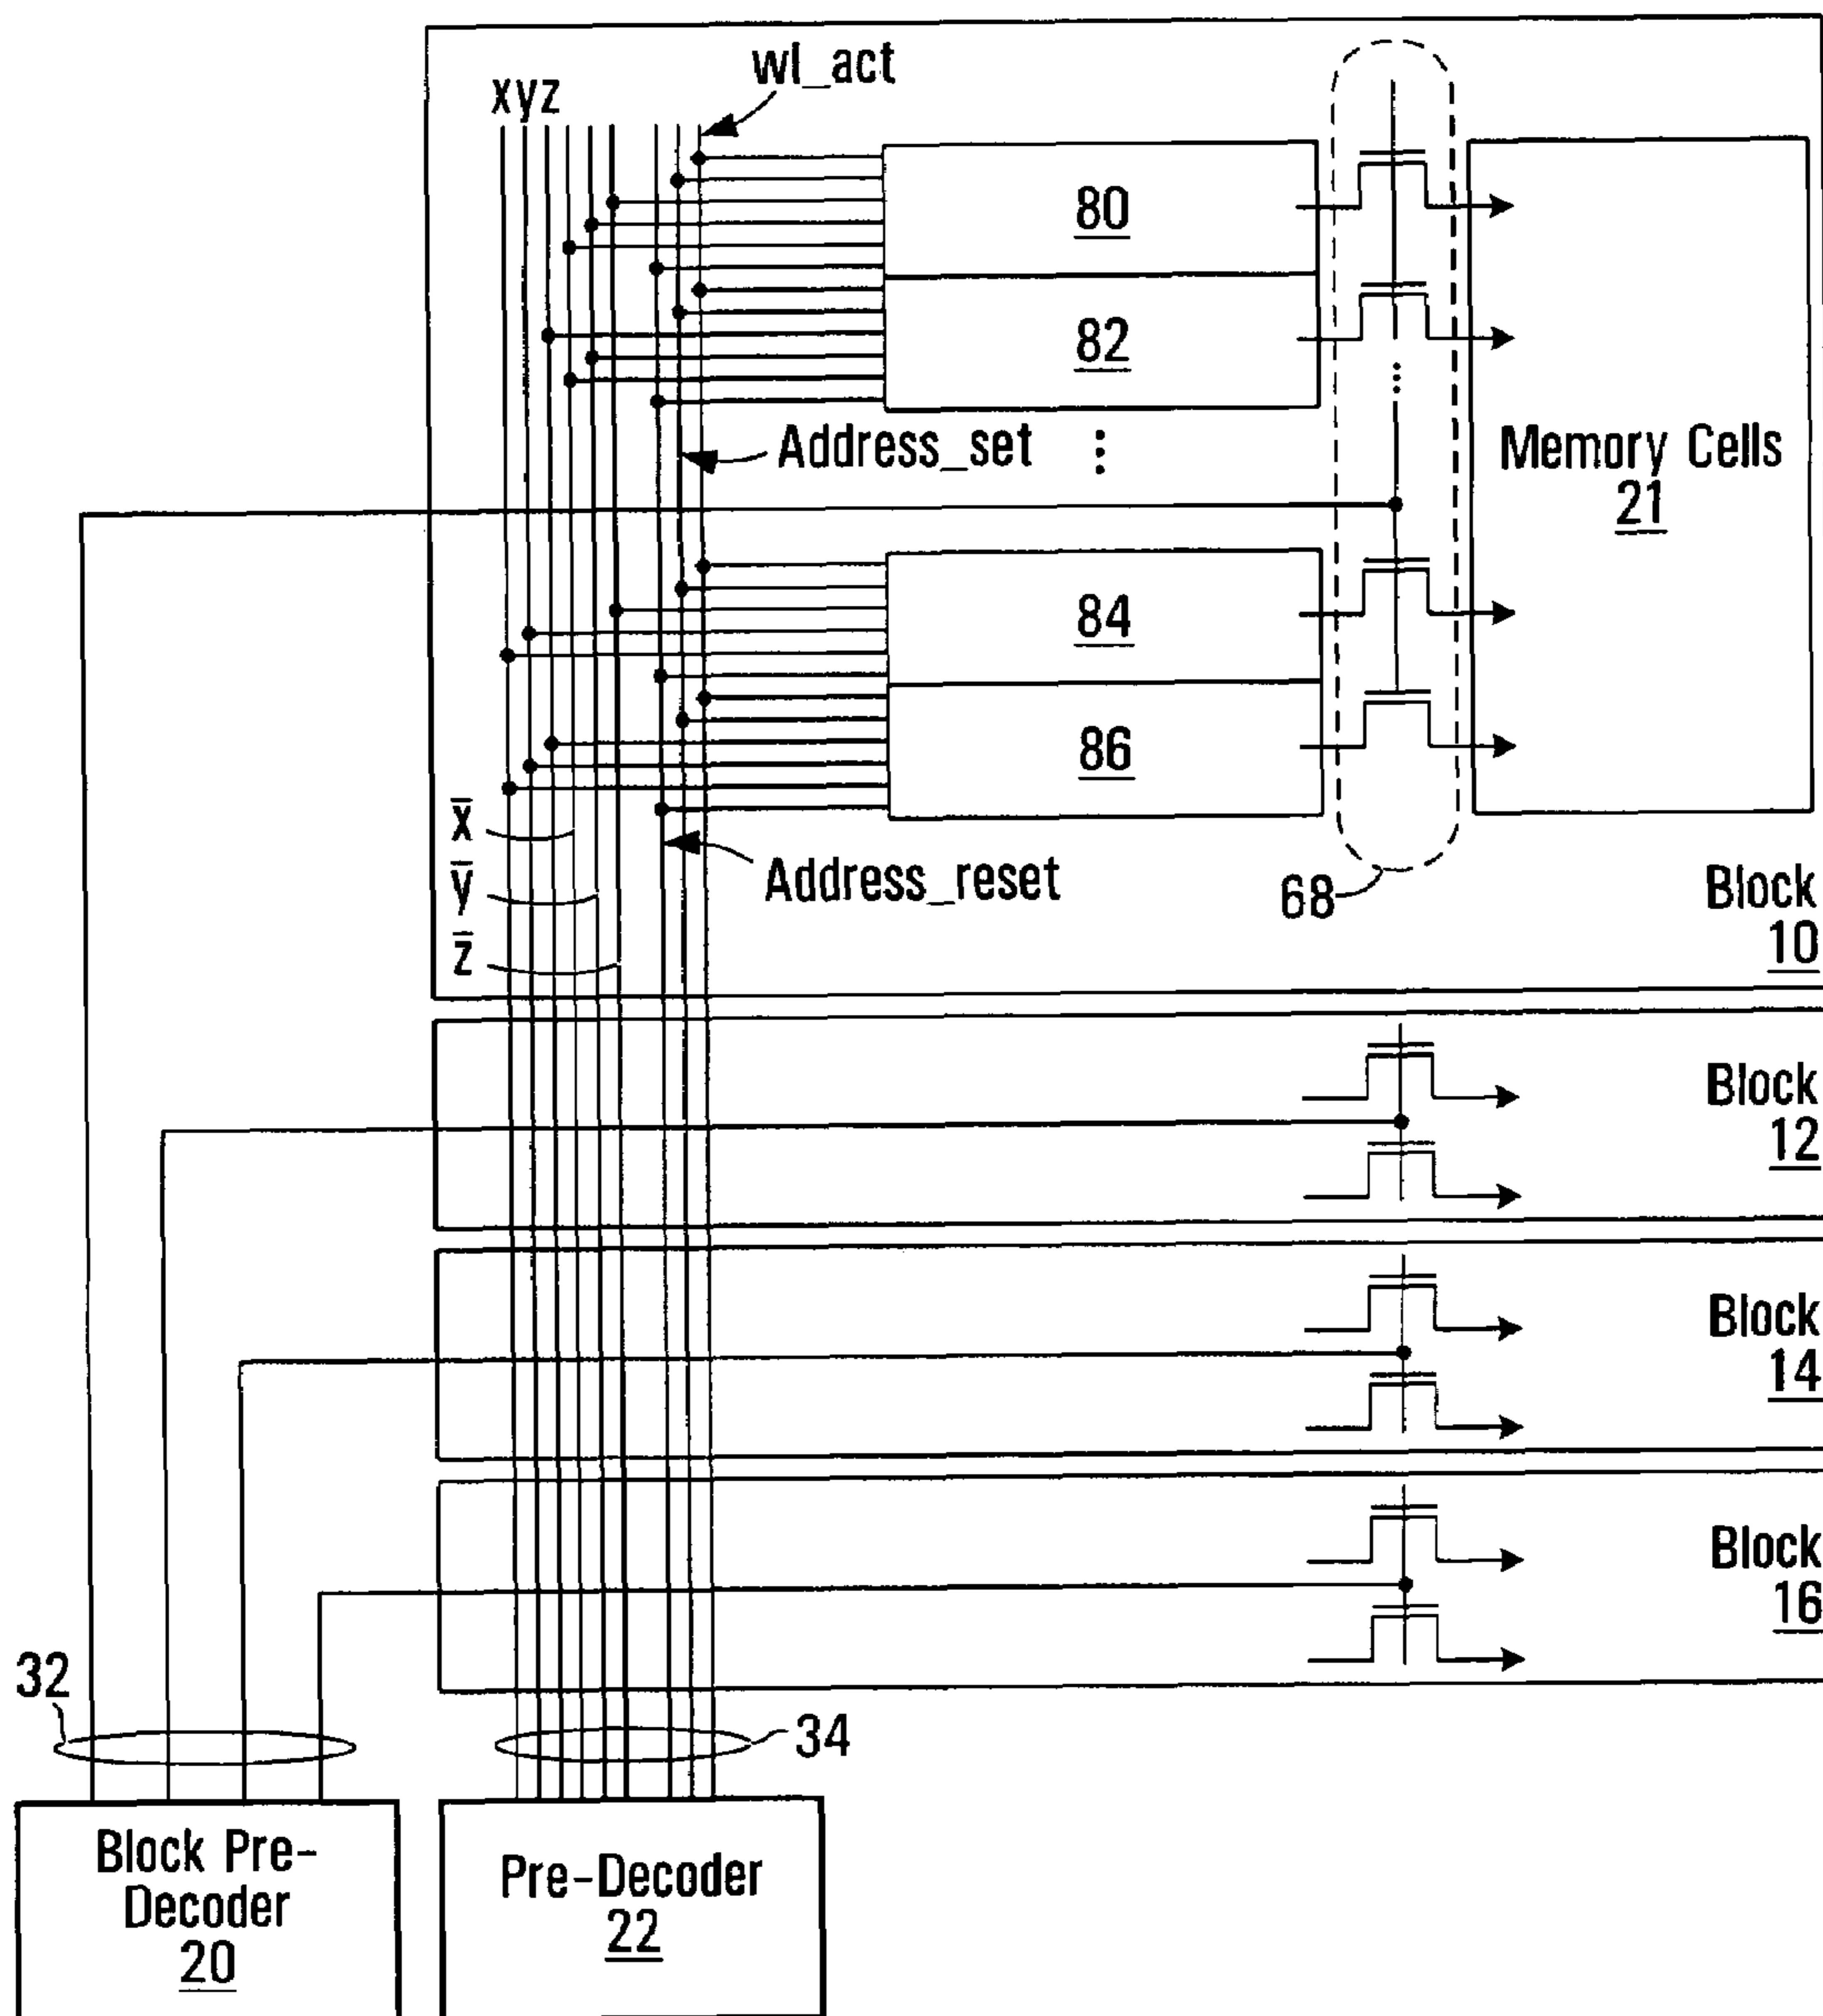 wl_act
xyz
80
82
Address_set
Memory Cells
21
84
86
x̄
ȳ
z̄
Address_reset
68
Block
10
Block
12
Block
14
Block
16
32
34
Block Pre-
Decoder
20
Pre-Decoder
22